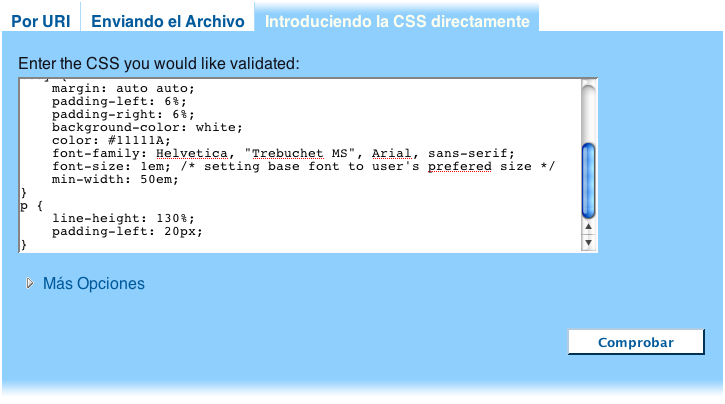 Por URI
Enviando el Archivo
Introduciendo la CSS directamente
Enter the CSS you would like validated:
margin: auto auto;
padding-left: 6%;
padding-right: 6%;
background-color: white;
color: #11111A;
font-family: Helvetica, "Trebuchet MS", Arial, sans-serif;
font-size: 1em; /* setting base font to user's prefered size */
min-width: 50em;
}
p {
line-height: 130%;
padding-left: 20px;
}
Más Opciones
Comprobar